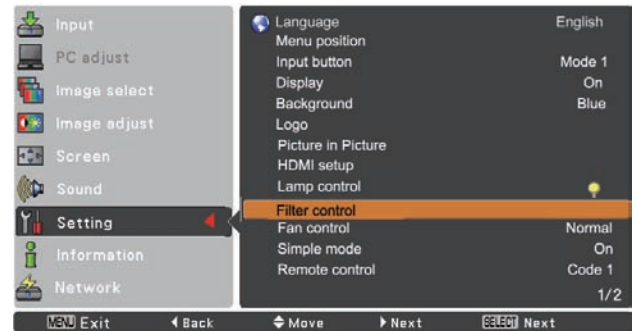 Input
PC adjust
Image select
Image adjust
Screen
Sound
Setting
Information
Network
Language English
Menu position
Input button Mode 1
Display On
Background Blue
Logo
Picture in Picture
HDMI setup
Lamp control
Filter control
Fan control Normal
Simple mode On
Remote control Code 1
1/2
MENU Exit Back Move Next SELECT Next